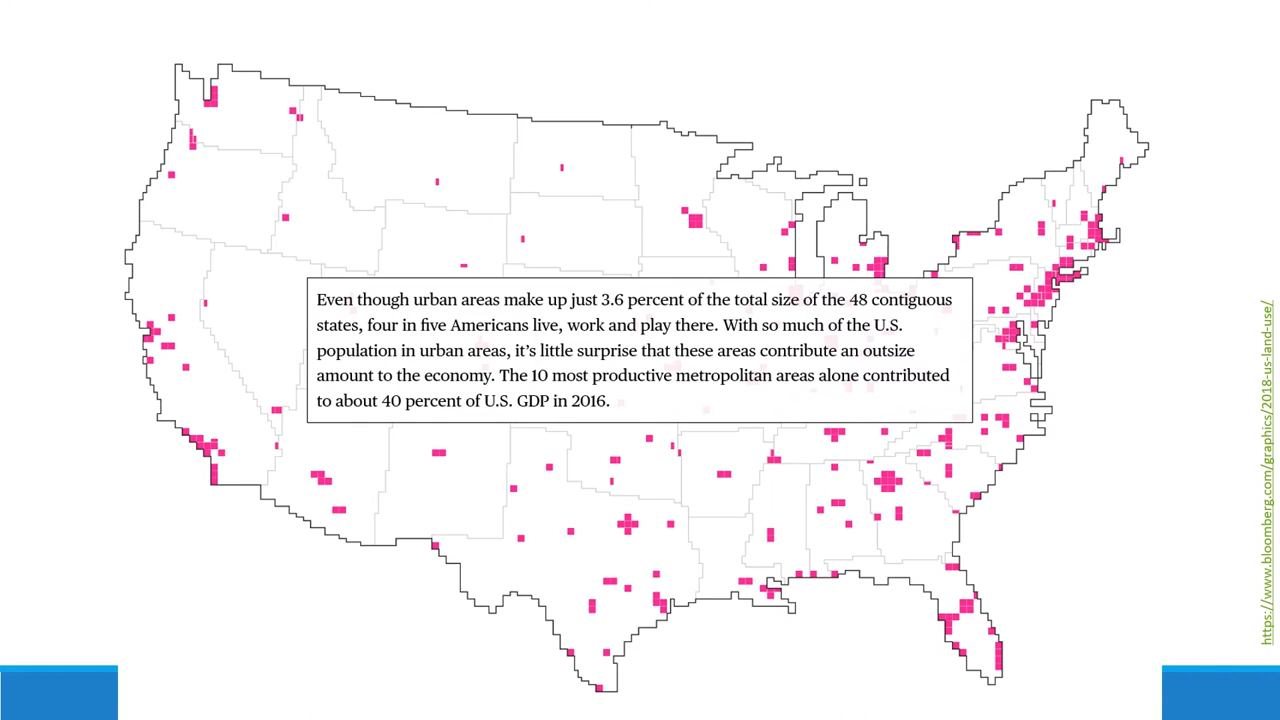 Even though urban areas make up just 3.6 percent of the total size of the 48 contiguous
states, four in five Americans live, work and play there. With so much of the U.S.
population in urban areas, it’s little surprise that these areas contribute an outsize
amount to the economy. The 10 most productive metropolitan areas alone contributed
to about 40 percent of U.S. GDP in 2016.
https://www.bloomberg.com/graphics/2018-us-land-use/